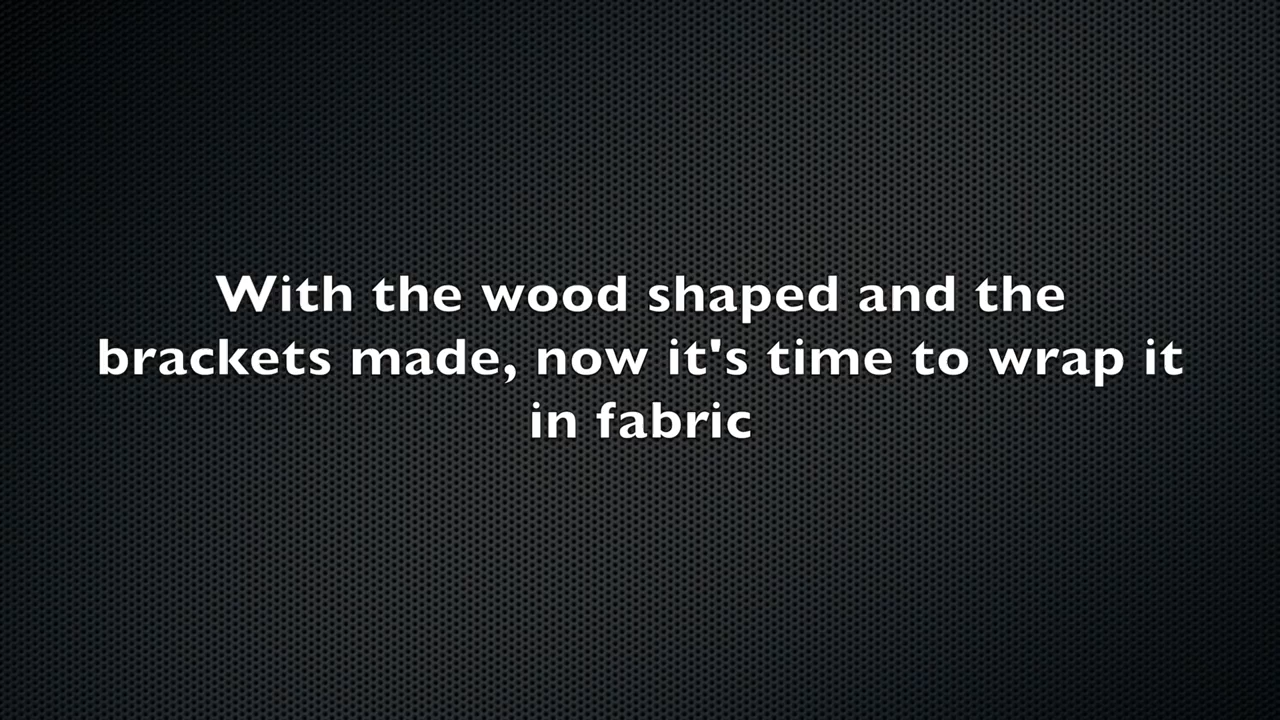 With the wood shaped and the
brackets made, now it's time to wrap it
in fabric